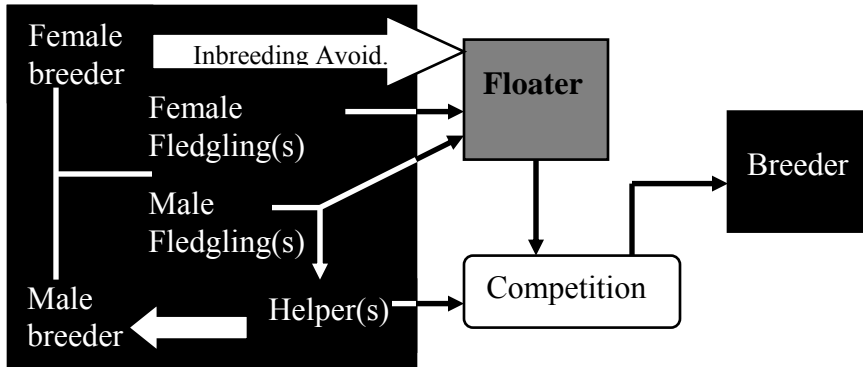 Female
breeder
Inbreeding Avoid.
Floater
Female
Fledgling(s)
Breeder
Male
Fledgling(s)
Male
breeder
Helper(s)
Competition